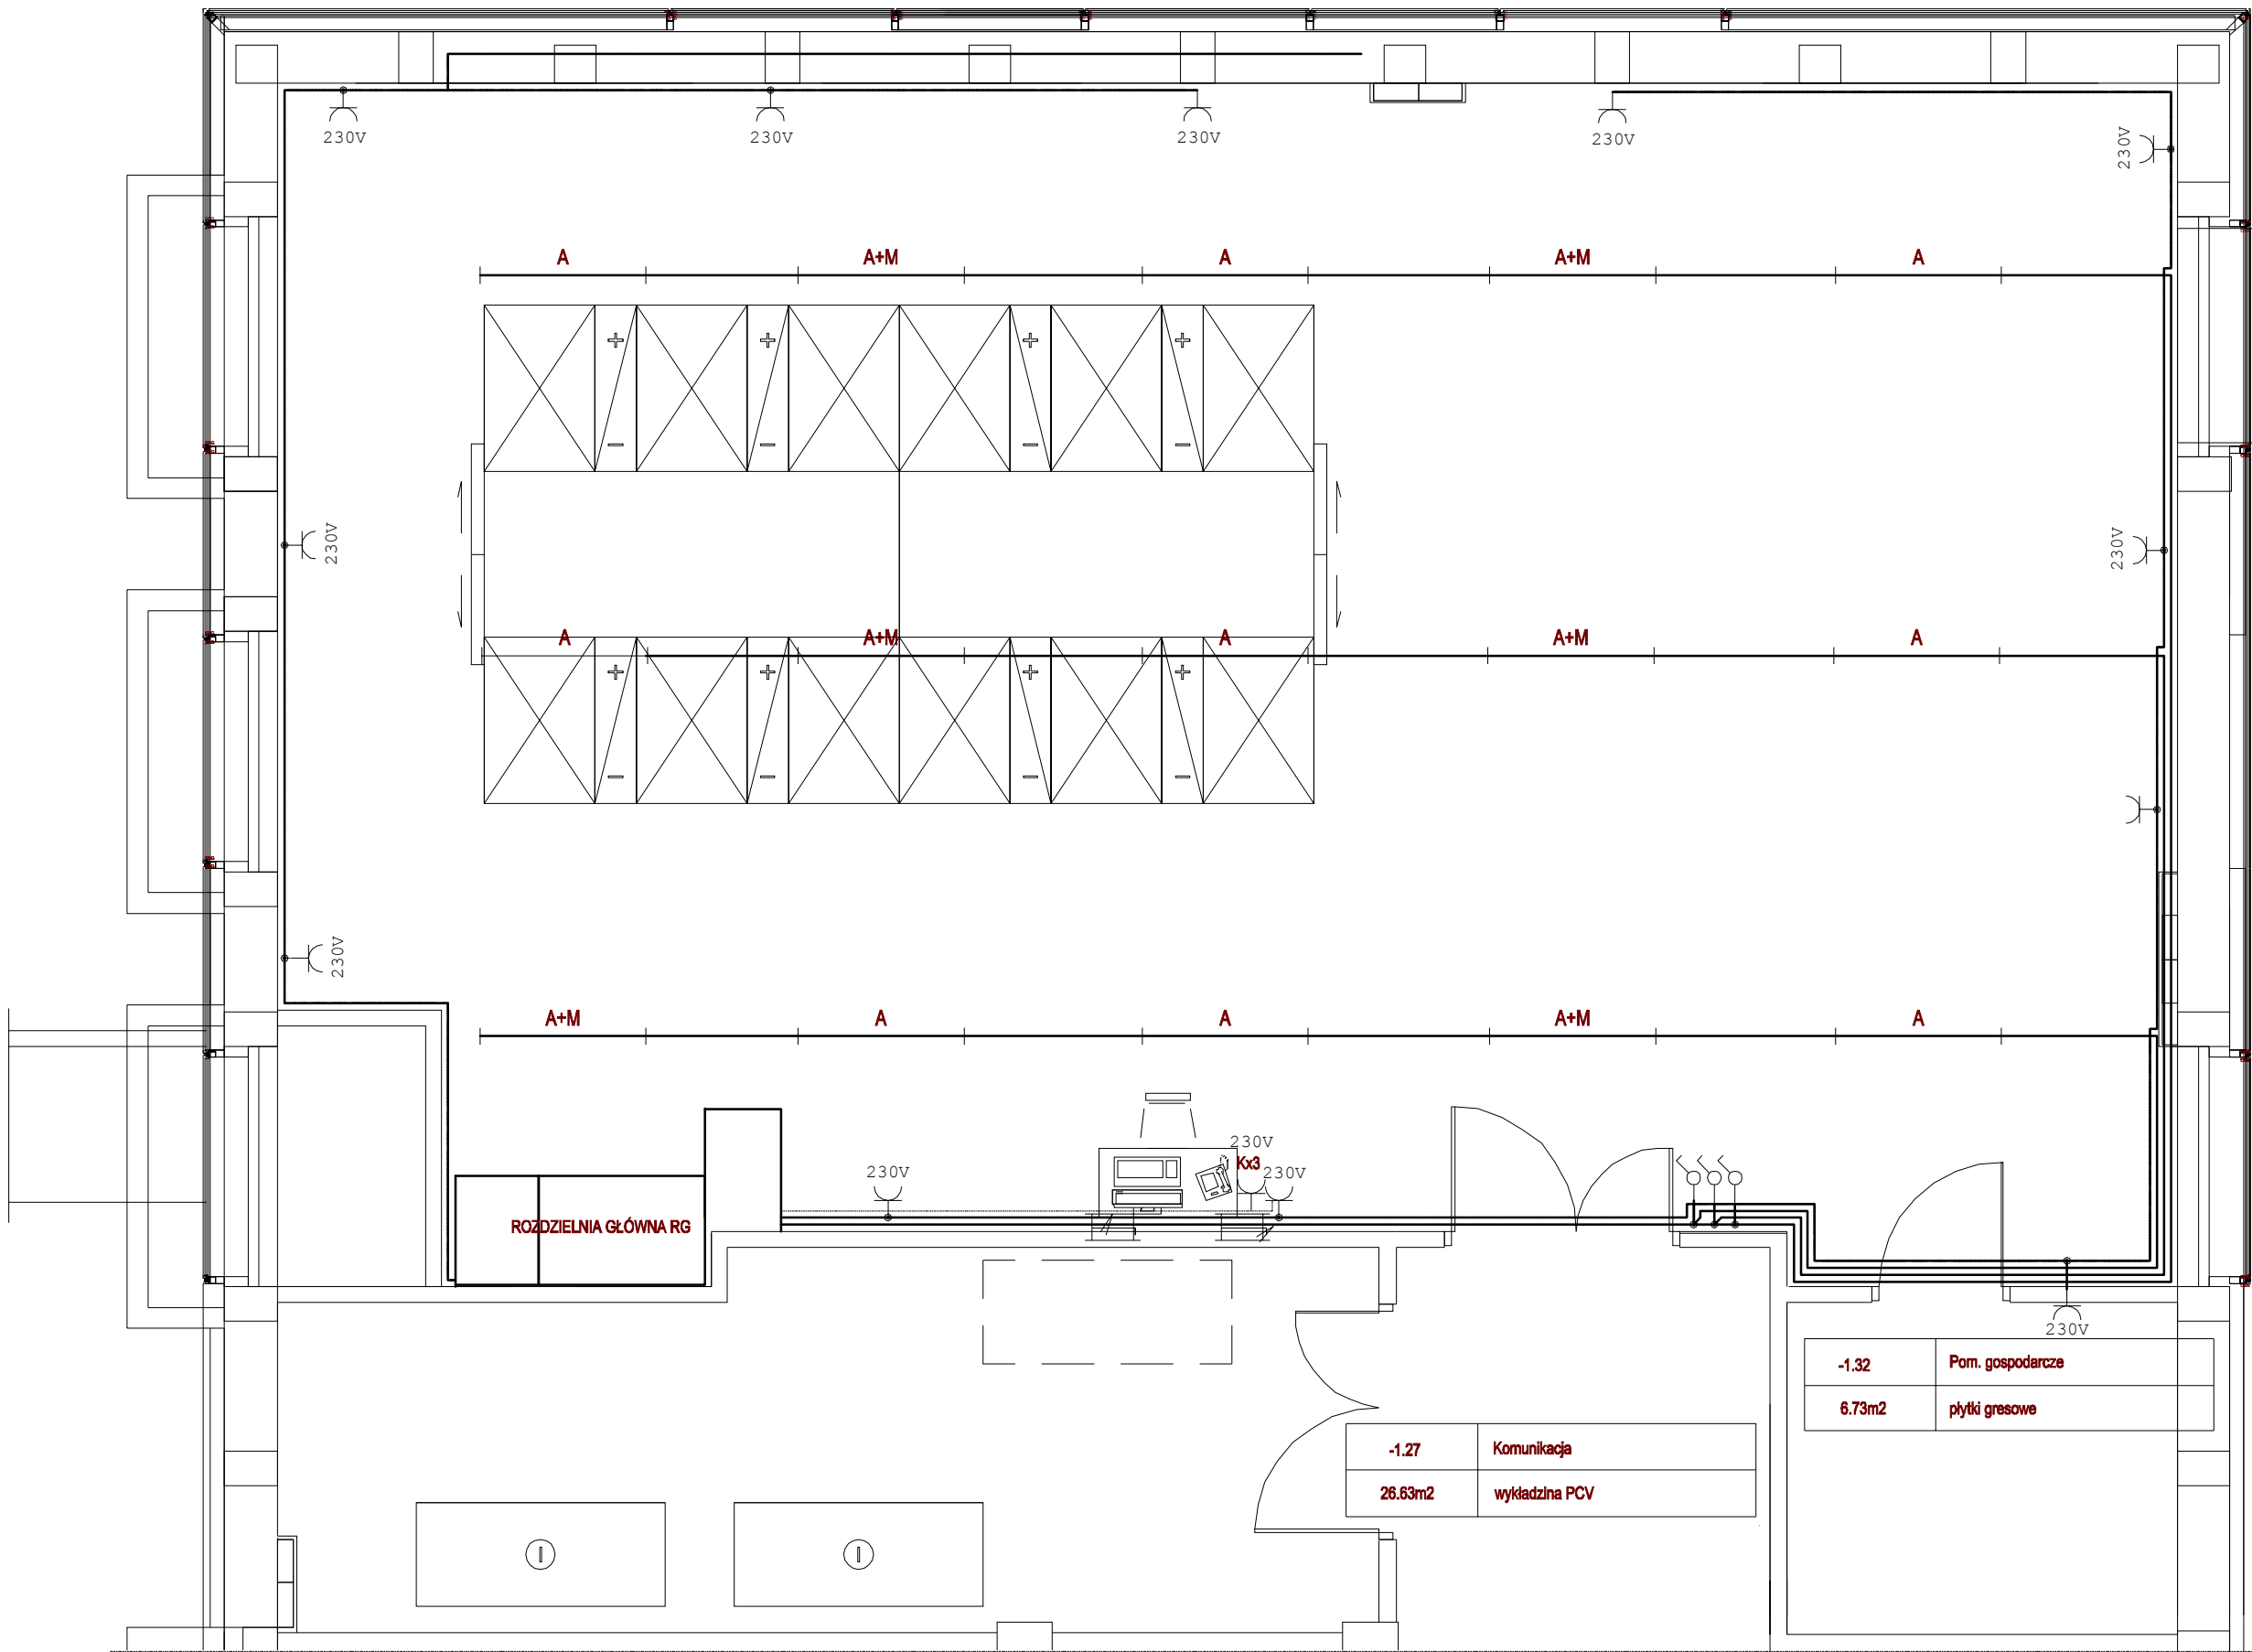 230V
230V
230V
230V
230V
A
A+M
A
A+M
A
+
+
+
+
−
−
−
−
230V
230V
A
A+M
A
A+M
A
+
+
+
+
−
−
−
−
230V
A+M
A
A
A+M
A
230V
230V
Kx3
230V
ROZDZIELNIA GŁÓWNA RG
230V
-1.32 Pom. gospodarcze
6.73m2 płytki gresowe
-1.27 Komunikacja
26.63m2 wykładzina PCV